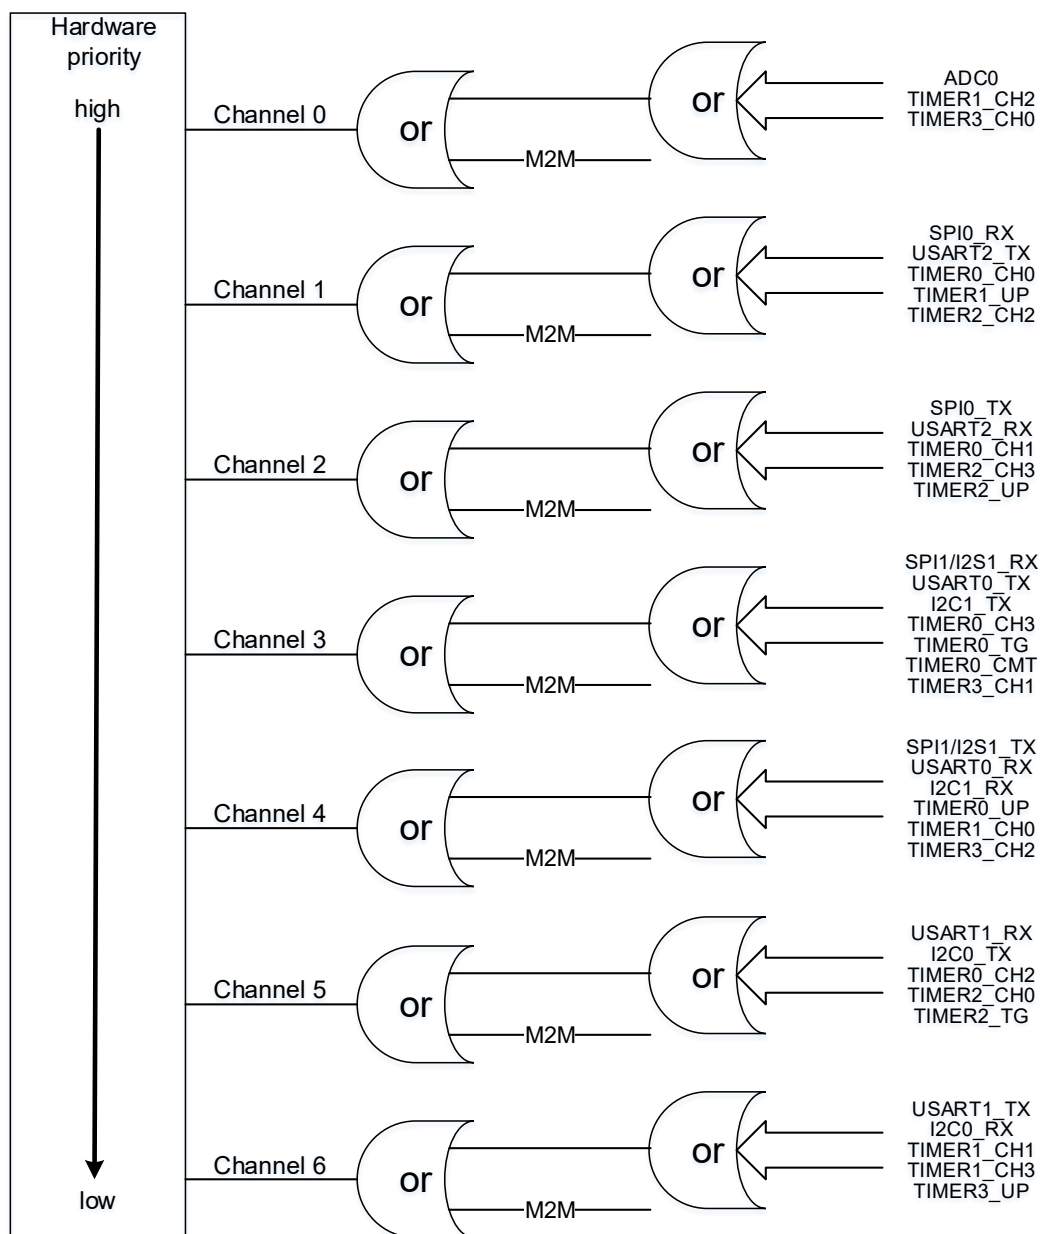 Hardware
priority
high
low
Channel 0
or
M2M
or
ADC0
TIMER1_CH2
TIMER3_CH0
Channel 1
or
M2M
or
SPI0_RX
USART2_TX
TIMER0_CH0
TIMER1_UP
TIMER2_CH2
Channel 2
or
M2M
or
SPI0_TX
USART2_RX
TIMER0_CH1
TIMER2_CH3
TIMER2_UP
Channel 3
or
M2M
or
SPI1/I2S1_RX
USART0_TX
I2C1_TX
TIMER0_CH3
TIMER0_TG
TIMER0_CMT
TIMER3_CH1
Channel 4
or
M2M
or
SPI1/I2S1_TX
USART0_RX
I2C1_RX
TIMER0_UP
TIMER1_CH0
TIMER3_CH2
Channel 5
or
M2M
or
USART1_RX
I2C0_TX
TIMER0_CH2
TIMER2_CH0
TIMER2_TG
Channel 6
or
M2M
or
USART1_TX
I2C0_RX
TIMER1_CH1
TIMER1_CH3
TIMER3_UP